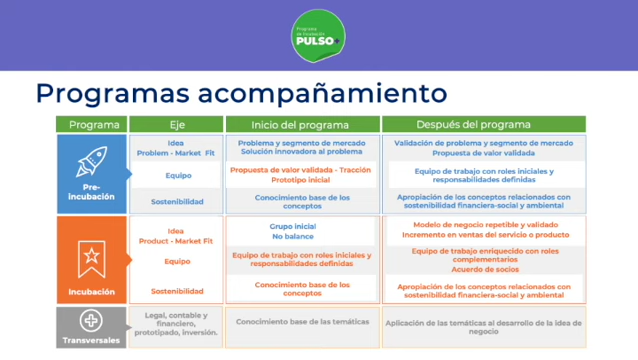 Programa
de Innovación
PULSO+
Programas acompañamiento
Programa
Eje
Inicio del programa
Después del programa
Pre-
incubación
Idea
Problem - Market Fit
Problema y segmento de mercado
Solución innovadora al problema
Validación de problema y segmento de mercado
Propuesta de valor validada
Equipo
Propuesta de valor validada - Tracción
Prototipo inicial
Equipo de trabajo con roles iniciales y
responsabilidades definidas
Sostenibilidad
Conocimiento base de los
conceptos
Apropiación de los conceptos relacionados con
sostenibilidad financiera-social y ambiental
Incubación
Idea
Product - Market Fit
Grupo inicial
No balance
Modelo de negocio repetible y validado
Incremento en ventas del servicio o producto
Equipo
Equipo de trabajo con roles iniciales y
responsabilidades definidas
Equipo de trabajo enriquecido con roles
complementarios
Acuerdo de socios
Sostenibilidad
Conocimiento base de los
conceptos
Apropiación de los conceptos relacionados con
sostenibilidad financiera-social y ambiental
Transversales
Legal, contable y
financiero,
prototipado, inversión.
Conocimiento base de las temáticas
Aplicación de las temáticas al desarrollo de la idea de
negocio